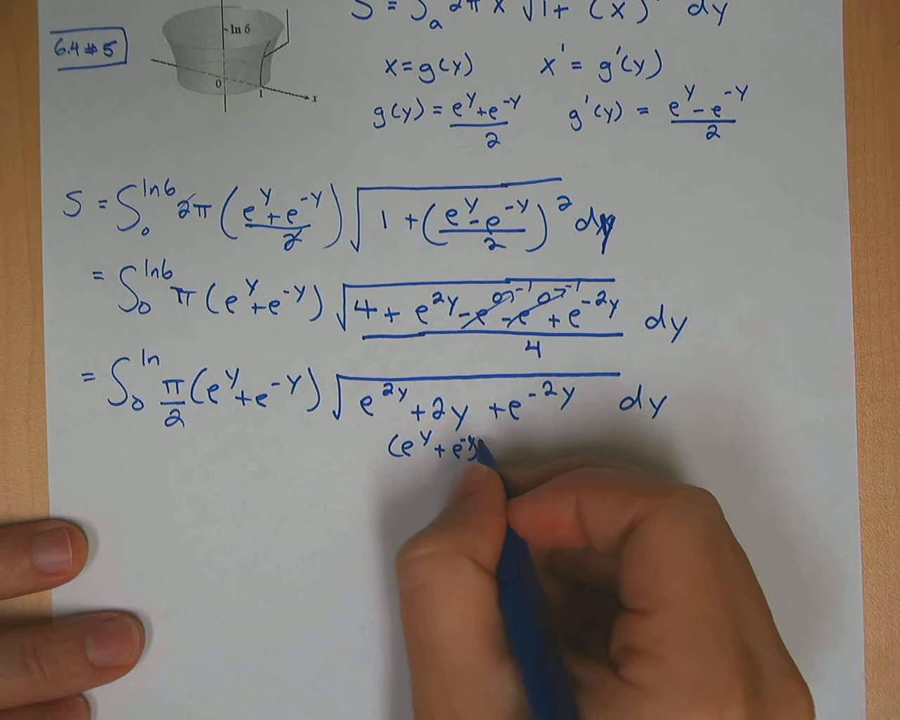 S = ∫ₐ 2π x √1 + (x) dy
6.4 #5
ln 6
0
1
x
x = g(y) x' = g'(y)
g(y) = (e^y + e^-y)/2 g'(y) = (e^y - e^-y)/2
S = ∫₀^ln6 2π ((e^y + e^-y)/2) √1 + ((e^y - e^-y)/2)² dy
= ∫₀^ln6 π (e^y + e^-y) √(4 + e^2y - e^0 - e^0 + e^-2y)/4 dy
= ∫₀^ln π/2 (e^y + e^-y) √e^2y + 2y + e^-2y dy
(e^y + e^-y)